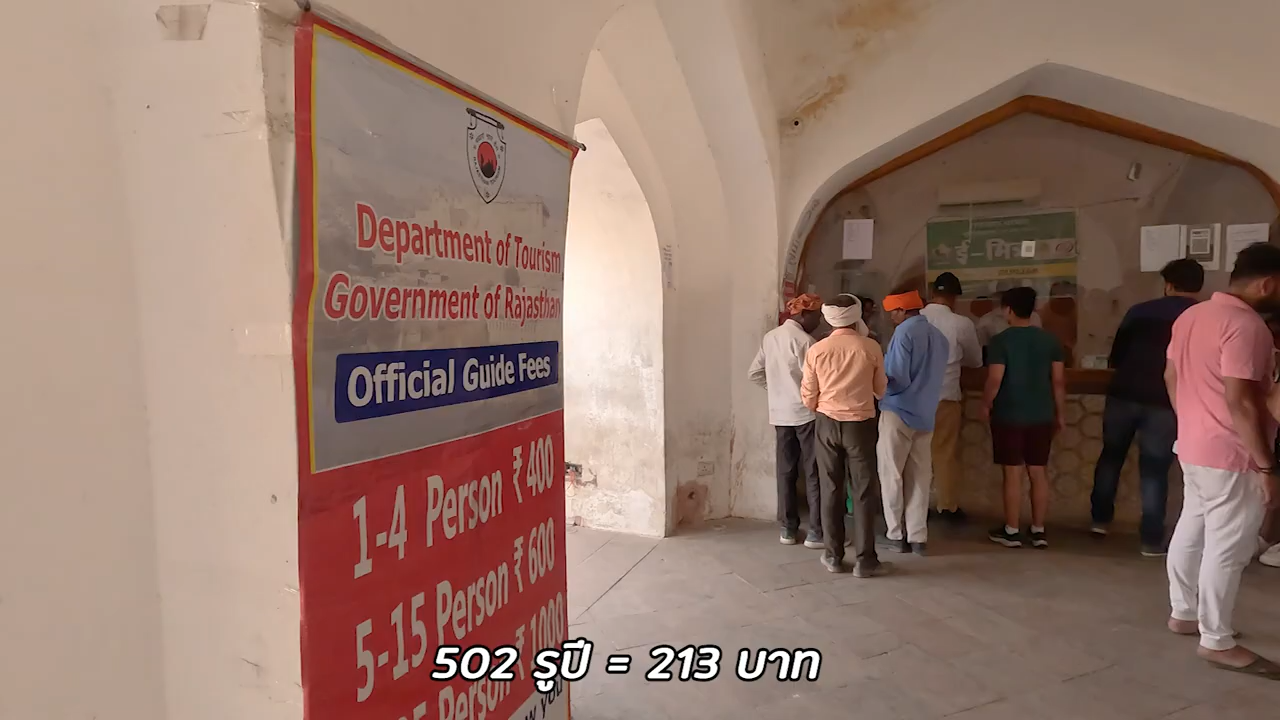 Department of Tourism
Government of Rajasthan
Official Guide Fees
1-4 Person ₹ 400
5-15 Person ₹ 600
Person ₹ 1000
you
ई-मित्र
502 รูปี = 213 บาท